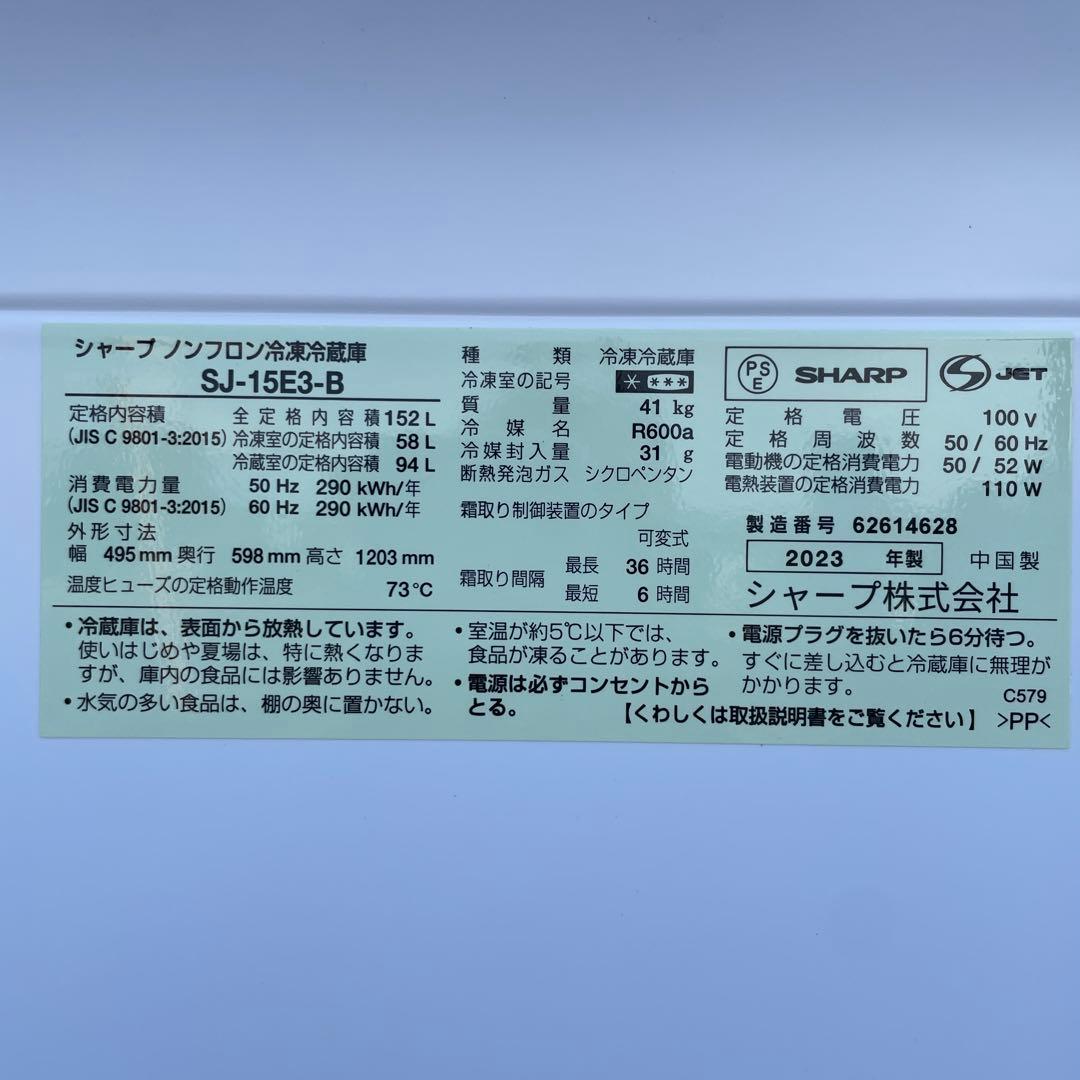 シャープ ノンフロン冷凍冷蔵庫
SJ-15E3-B
定格内容積 全定格内容積 152 L
(JIS C 9801-3:2015) 冷凍室の定格内容積 58 L
冷蔵室の定格内容積 94 L
消費電力量 50 Hz 290 kWh/年
(JIS C 9801-3:2015) 60 Hz 290 kWh/年
外形寸法
幅 495 mm 奥行 598 mm 高さ 1203 mm
温度ヒューズの定格動作温度 73℃
種類 冷凍冷蔵庫
冷凍室の記号 * ***
質量 41 kg
冷媒名 R600a
冷媒封入量 31 g
断熱発泡ガス シクロペンタン
霜取り制御装置のタイプ
可変式
霜取り間隔 最長 36 時間
最短 6 時間
PSE SHARP JET
定格電圧 100 V
定格周波数 50 / 60 Hz
電動機の定格消費電力 50 / 52 W
電熱装置の定格消費電力 110 W
製造番号 62614628
2023 年製 中国製
シャープ株式会社
・冷蔵庫は、表面から放熱しています。
使いはじめや夏場は、特に熱くなりま
すが、庫内の食品には影響ありません。
・水気の多い食品は、棚の奥に置かない。
・室温が約5℃以下では、
食品が凍ることがあります。
・電源は必ずコンセントから
とる。
・電源プラグを抜いたら6分待つ。
すぐに差し込むと冷蔵庫に無理が
かかります。
C579
【くわしくは取扱説明書をご覧ください】 >PP<